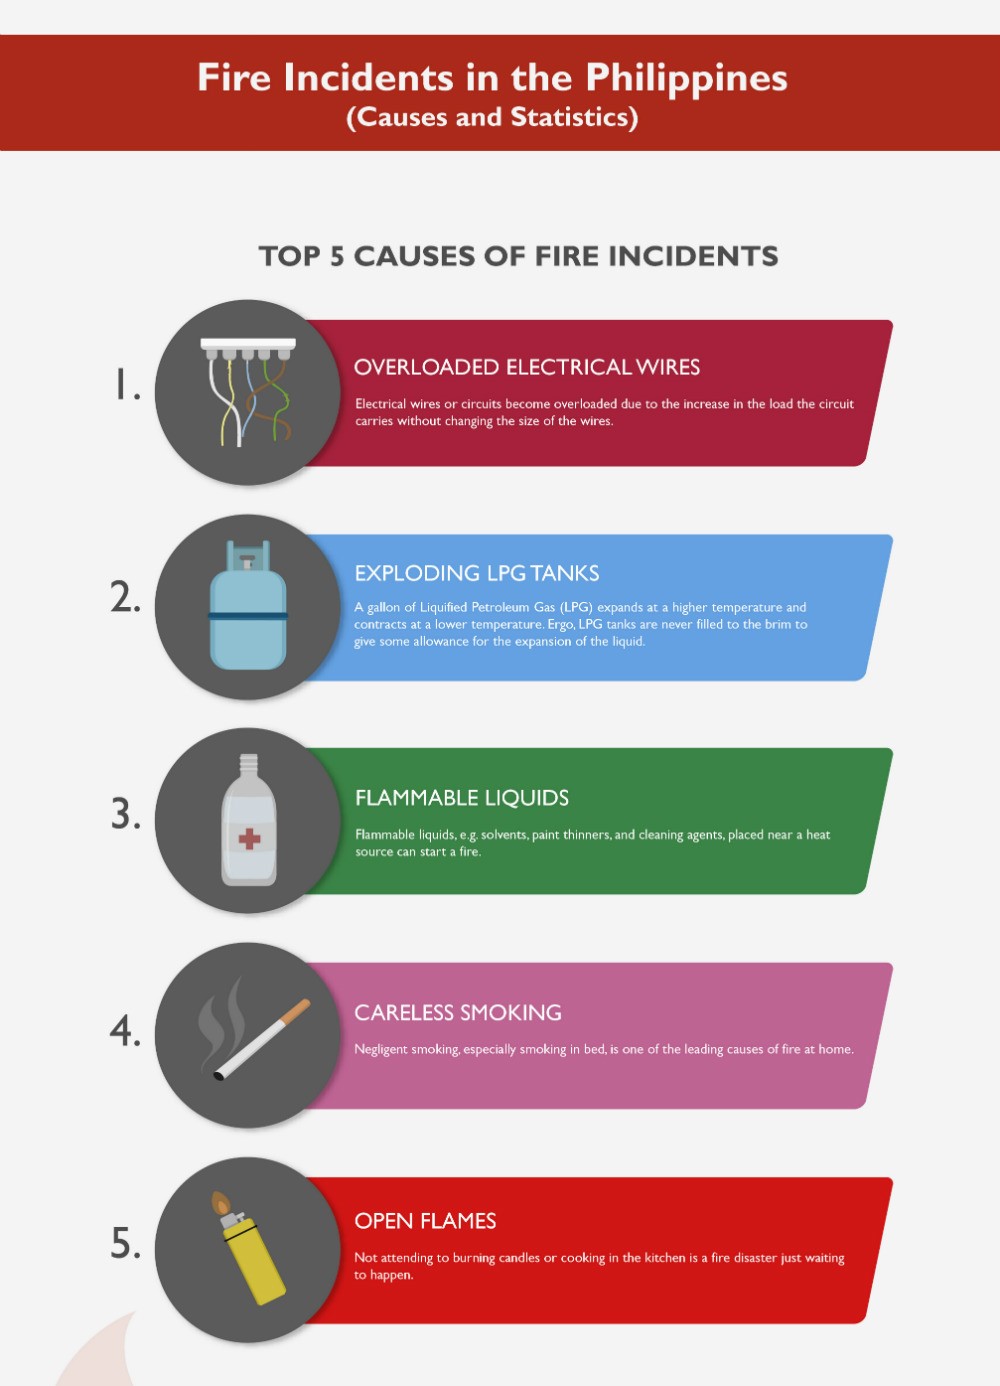 Fire Incidents in the Philippines
(Causes and Statistics)
TOP 5 CAUSES OF FIRE INCIDENTS
1.
OVERLOADED ELECTRICAL WIRES
Electrical wires or circuits become overloaded due to the increase in the load the circuit
carries without changing the size of the wires.
2.
EXPLODING LPG TANKS
A gallon of Liquified Petroleum Gas (LPG) expands at a higher temperature and
contracts at a lower temperature. Ergo, LPG tanks are never filled to the brim to
give some allowance for the expansion of the liquid.
3.
FLAMMABLE LIQUIDS
Flammable liquids, e.g. solvents, paint thinners, and cleaning agents, placed near a heat
source can start a fire.
4.
CARELESS SMOKING
Negligent smoking, especially smoking in bed, is one of the leading causes of fire at home.
5.
OPEN FLAMES
Not attending to burning candles or cooking in the kitchen is a fire disaster just waiting
to happen.